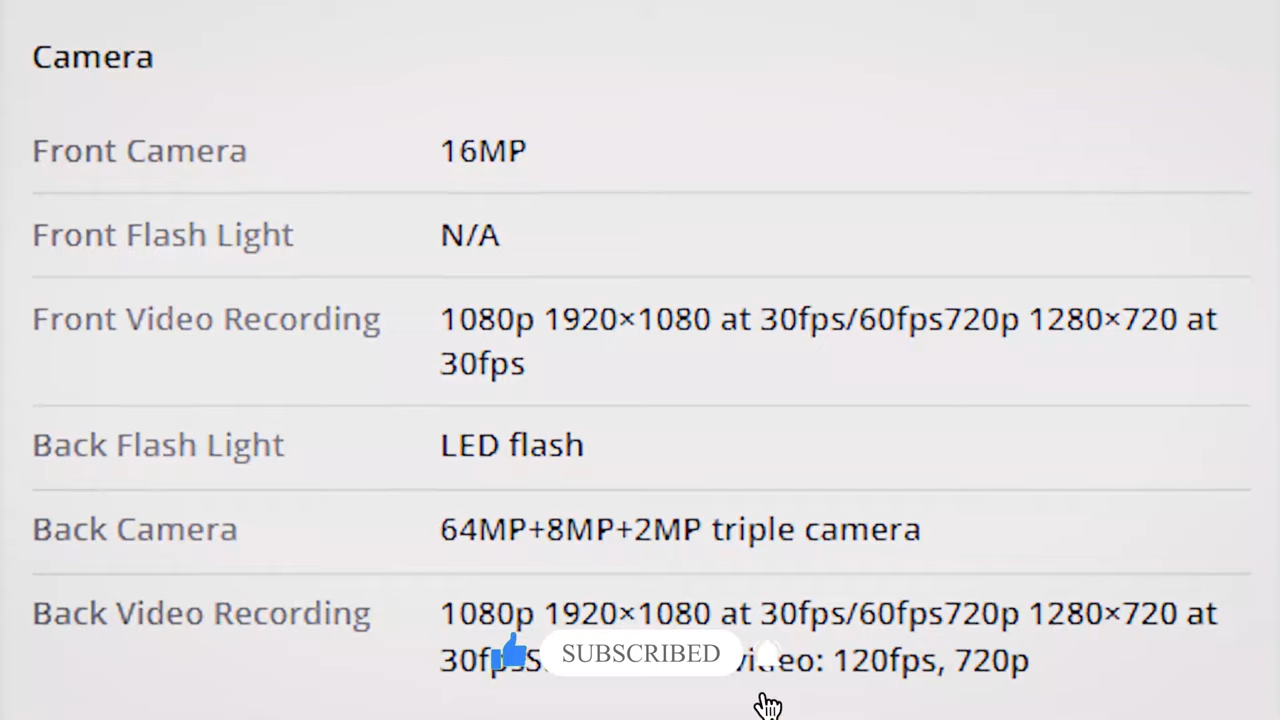 Camera
Front Camera 16MP
Front Flash Light N/A
Front Video Recording 1080p 1920×1080 at 30fps/60fps720p 1280×720 at
30fps
Back Flash Light LED flash
Back Camera 64MP+8MP+2MP triple camera
Back Video Recording 1080p 1920×1080 at 30fps/60fps720p 1280×720 at
120fps, 720p
SUBSCRIBED